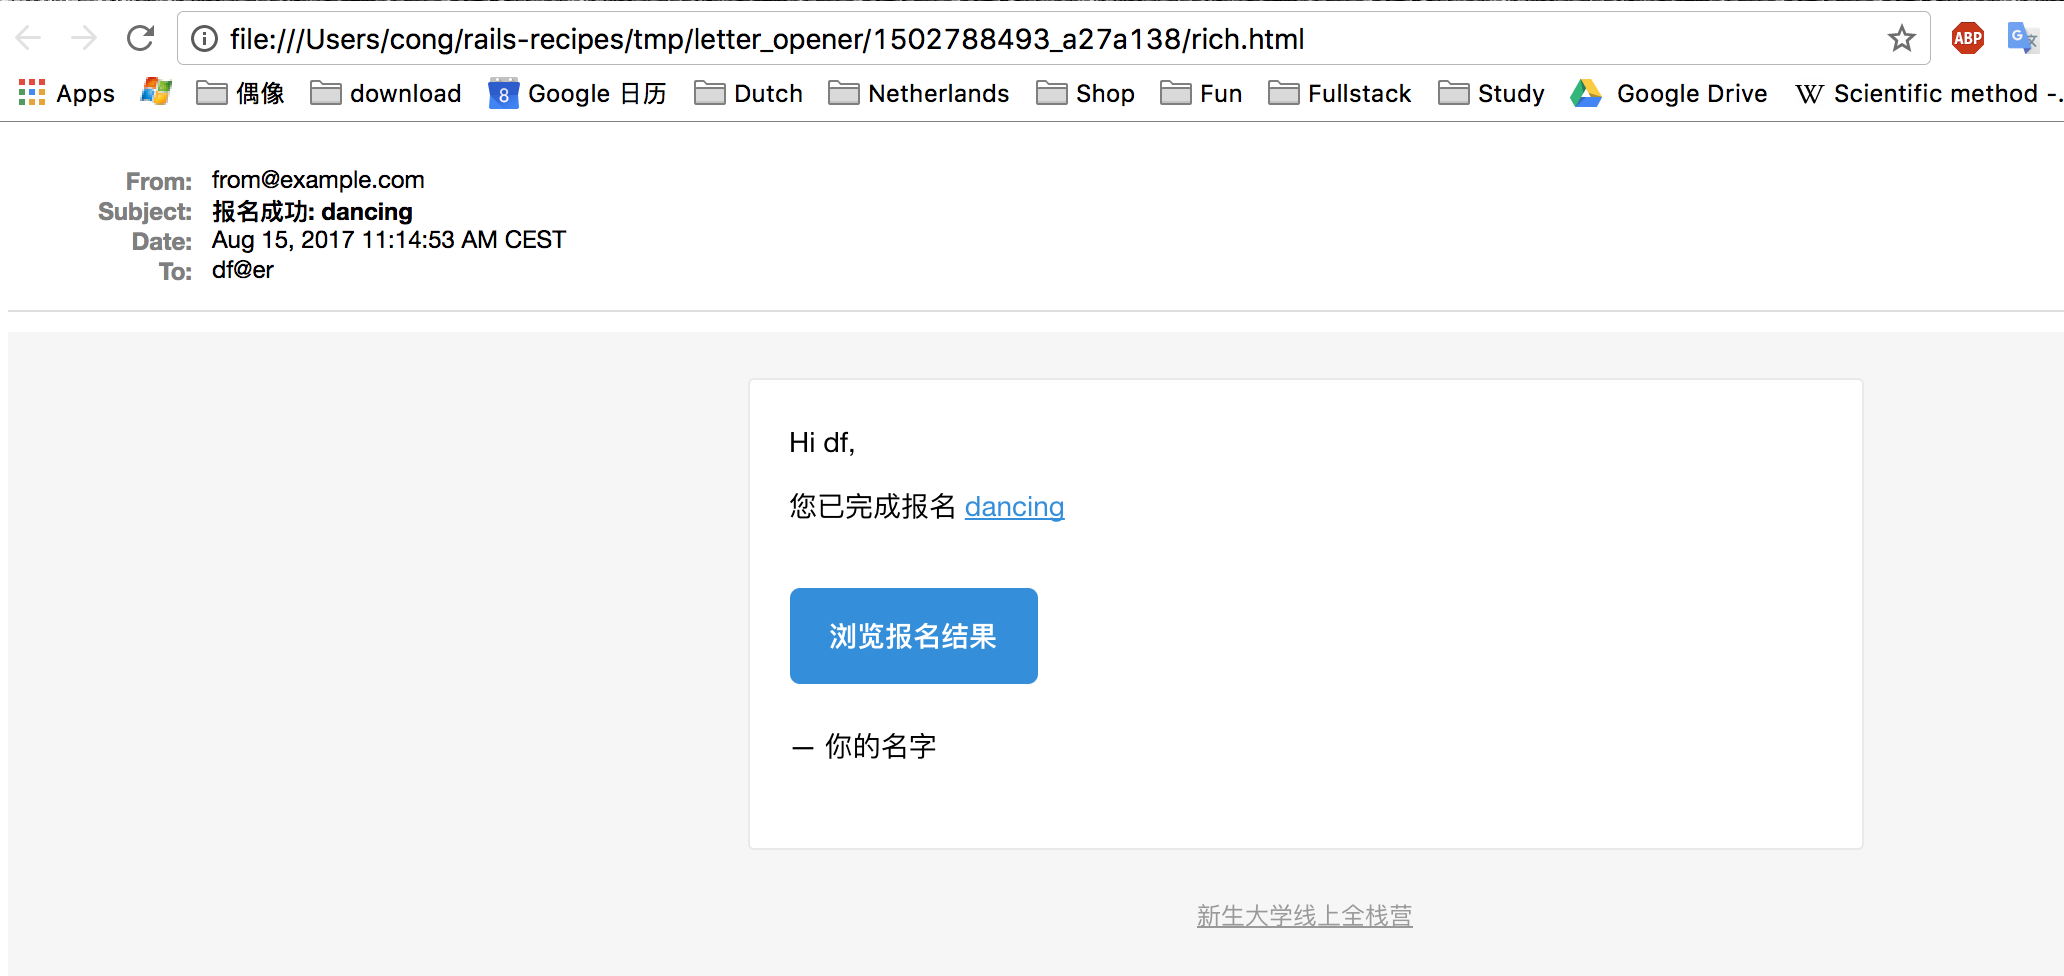 file:///Users/cong/rails-recipes/tmp/letter_opener/1502788493_a27a138/rich.html ABP G 文
Apps 偶像 download 8 Google 日历 Dutch Netherlands Shop Fun Fullstack Study Google Drive W Scientific method -.
From: from@example.com
Subject: 报名成功: dancing
Date: Aug 15, 2017 11:14:53 AM CEST
To: df@er
Hi df,
您已完成报名 dancing
浏览报名结果
— 你的名字
新生大学线上全栈营